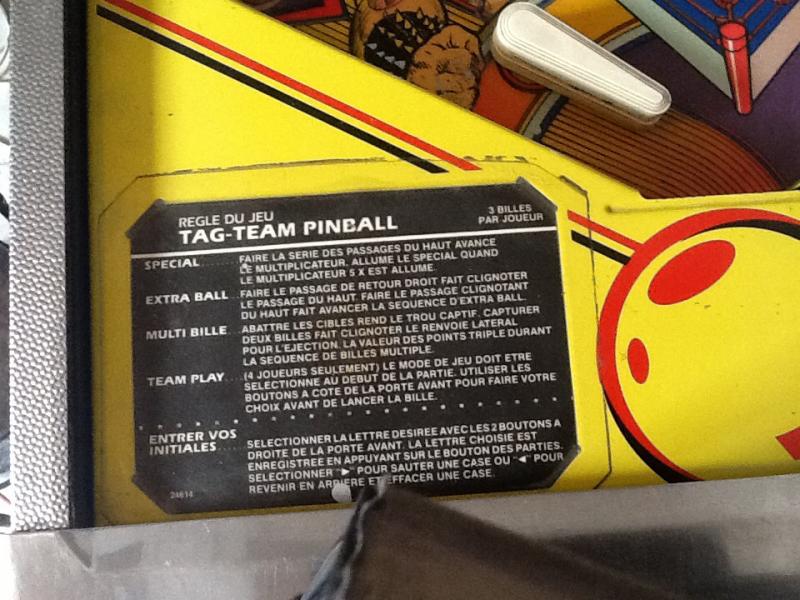 REGLE DU JEU
TAG-TEAM PINBALL
3 BILLES
PAR JOUEUR
SPECIAL........FAIRE LA SERIE DES PASSAGES DU HAUT AVANCE
LE MULTIPLICATEUR. ALLUME LE SPECIAL QUAND
LE MULTIPLICATEUR 5 X EST ALLUME.
EXTRA BALL...FAIRE LE PASSAGE DE RETOUR DROIT FAIT CLIGNOTER
LE PASSAGE DU HAUT. FAIRE LE PASSAGE CLIGNOTANT
DU HAUT FAIT AVANCER LA SEQUENCE D'EXTRA BALL.
MULTI BILLE...ABATTRE LES CIBLES REND LE TROU CAPTIF. CAPTURER
DEUX BILLES FAIT CLIGNOTER LE RENVOIE LATERAL
POUR L'EJECTION. LA VALEUR DES POINTS TRIPLE DURANT
LA SEQUENCE DE BILLES MULTIPLE.
TEAM PLAY....(4 JOUEURS SEULEMENT) LE MODE DE JEU DOIT ETRE
SELECTIONNE AU DEBUT DE LA PARTIE. UTILISER LES
BOUTONS A COTE DE LA PORTE AVANT POUR FAIRE VOTRE
CHOIX AVANT DE LANCER LA BILLE.
ENTRER VOS
INITIALES......SELECTIONNER LA LETTRE DESIREE AVEC LES 2 BOUTONS A
DROITE DE LA PORTE AVANT. LA LETTRE CHOISIE EST
ENREGISTREE EN APPUYANT SUR LE BOUTON DES PARTIES.
SELECTIONNER "►" POUR SAUTER UNE CASE OU "◄" POUR
REVENIR EN ARRIERE ET EFFACER UNE CASE.
24614